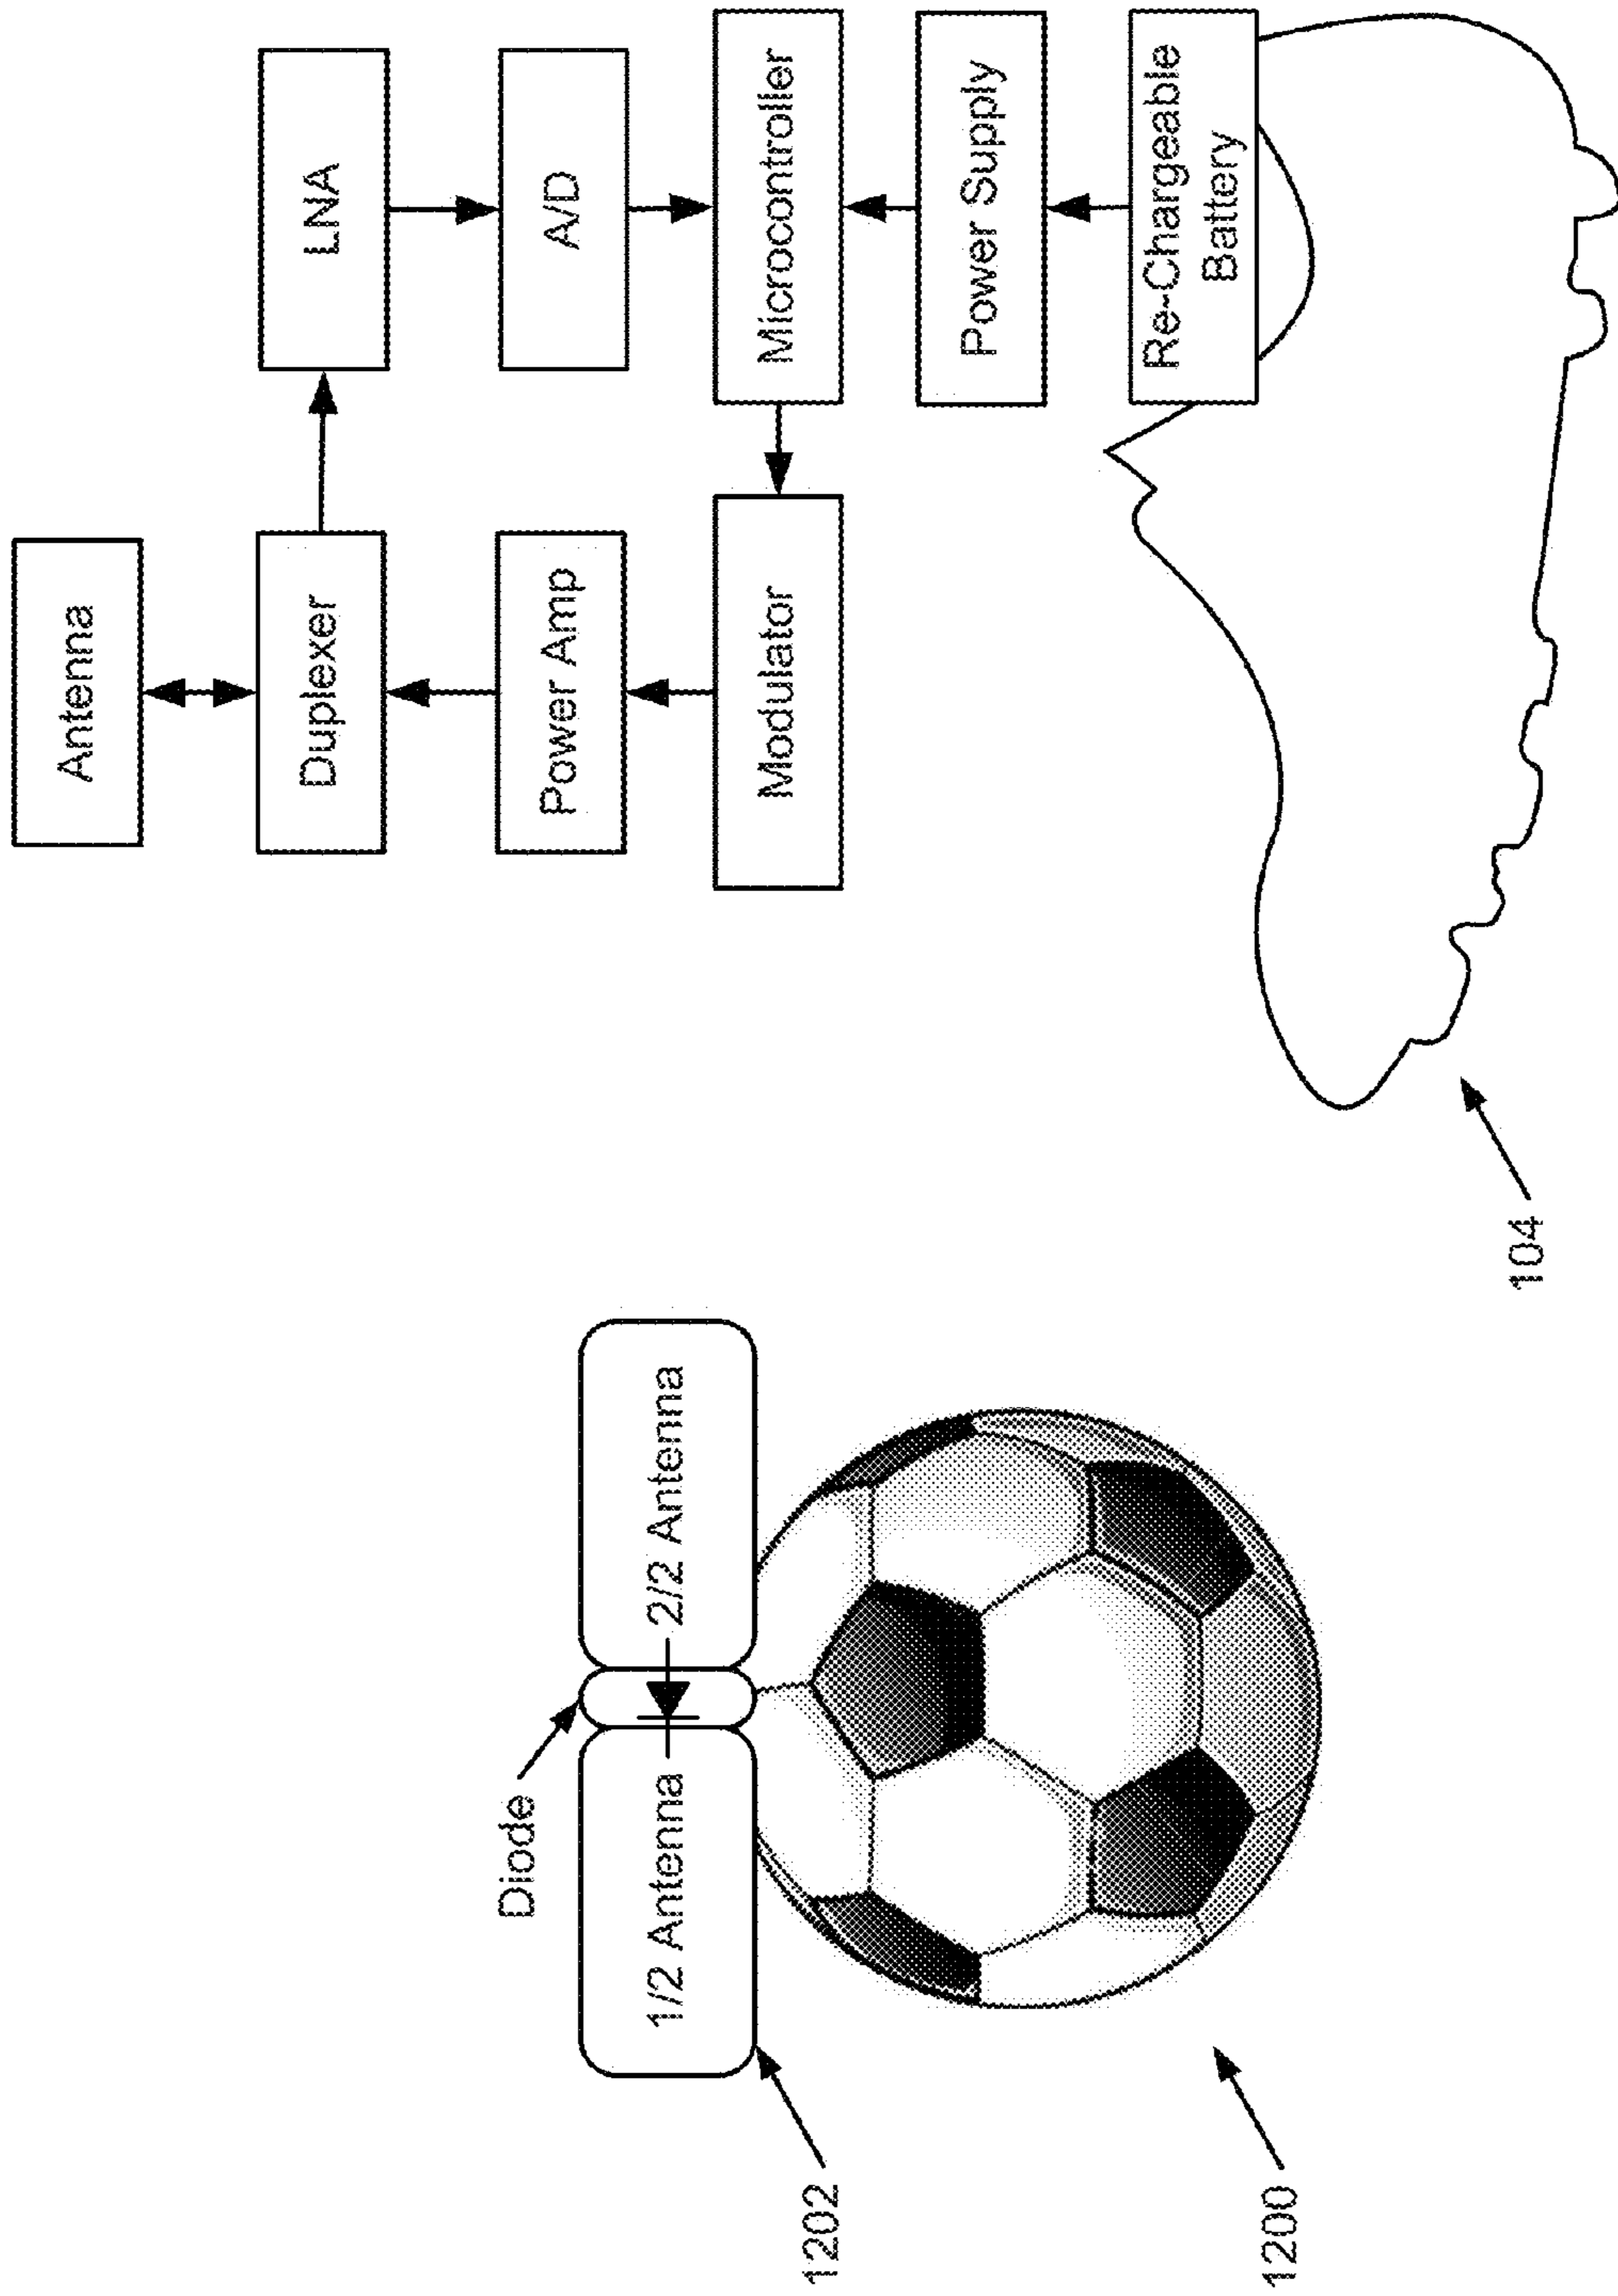 Antenna
Duplexer
LNA
Power Amp
A/D
Modulator
Microcontroller
Power Supply
Re-Chargeable
Battery
104
Diode
1/2 Antenna
2/2 Antenna
1202
1200